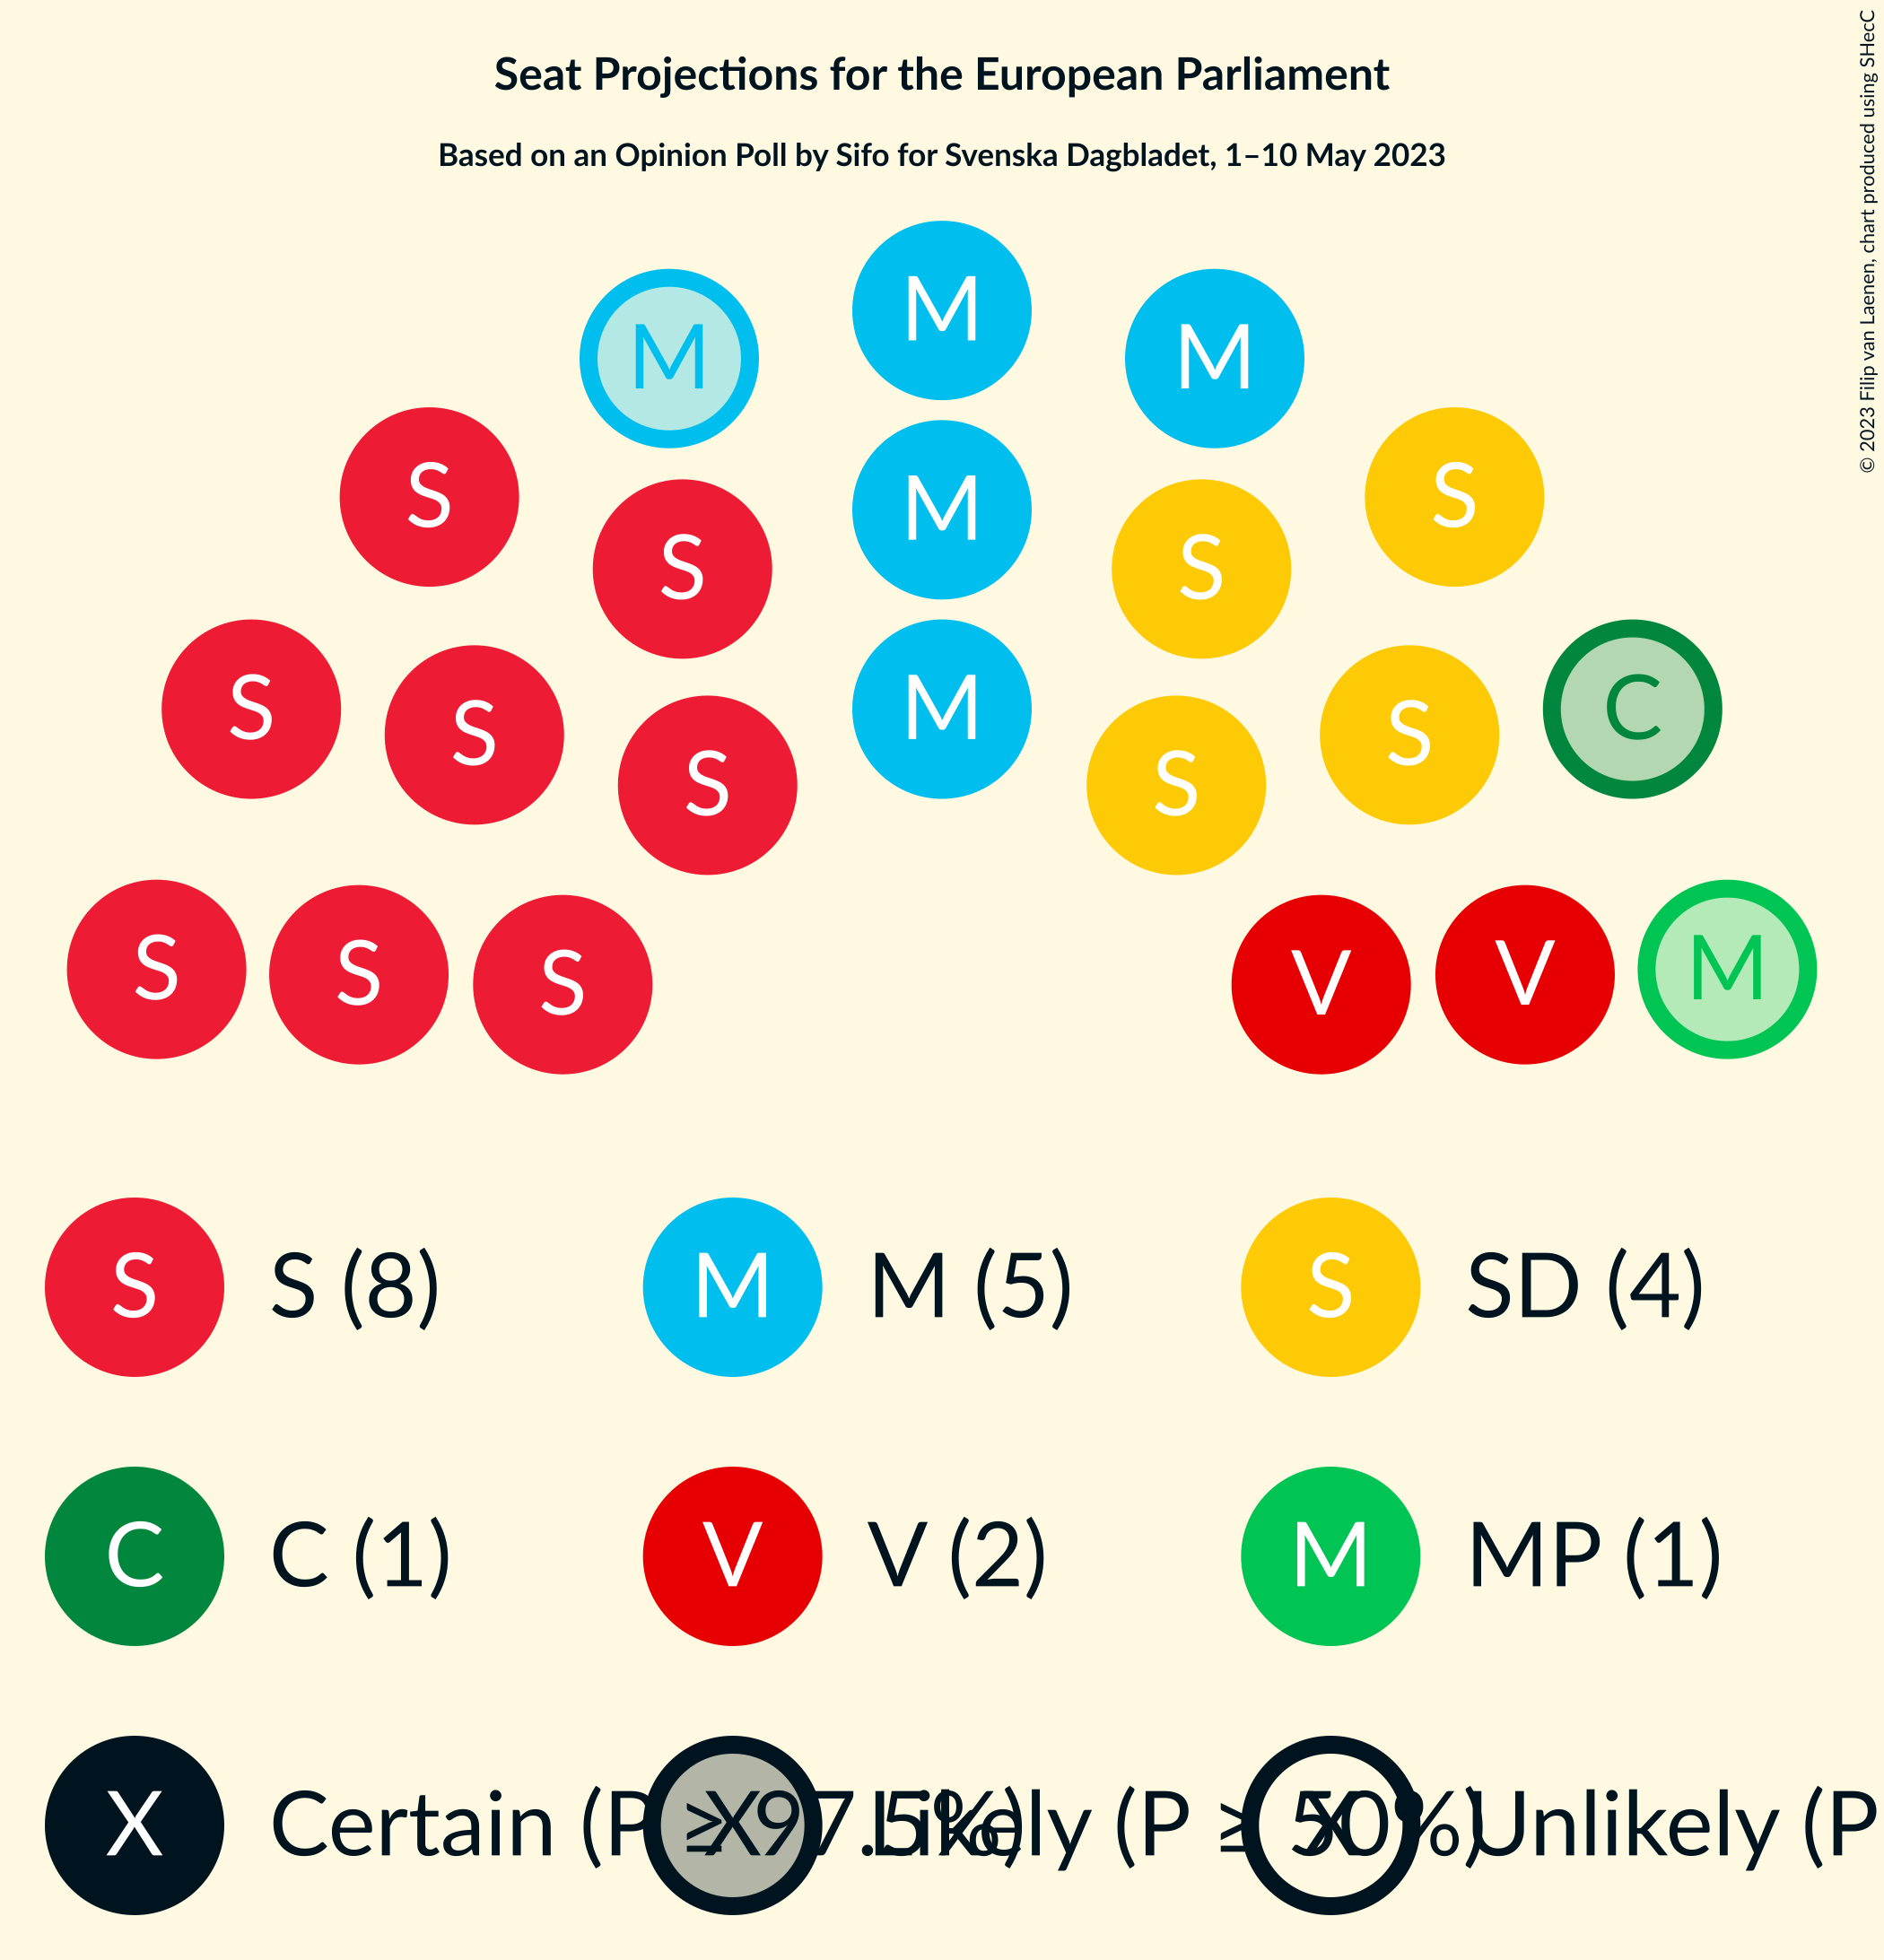 Seat Projections for the European Parliament
Based on an Opinion Poll by Sifo for Svenska Dagbladet, 1–10 May 2023
© 2023 Filip van Laenen, chart produced using SHecC
M
M M
S M S
S M S
S S M S S C
S S
S S S V V M
S S (8) M M (5) S SD (4)
C C (1) V V (2) M MP (1)
X Certain (P ≥ 97.5%) X Likely (P ≥ 50%) X Unlikely (P